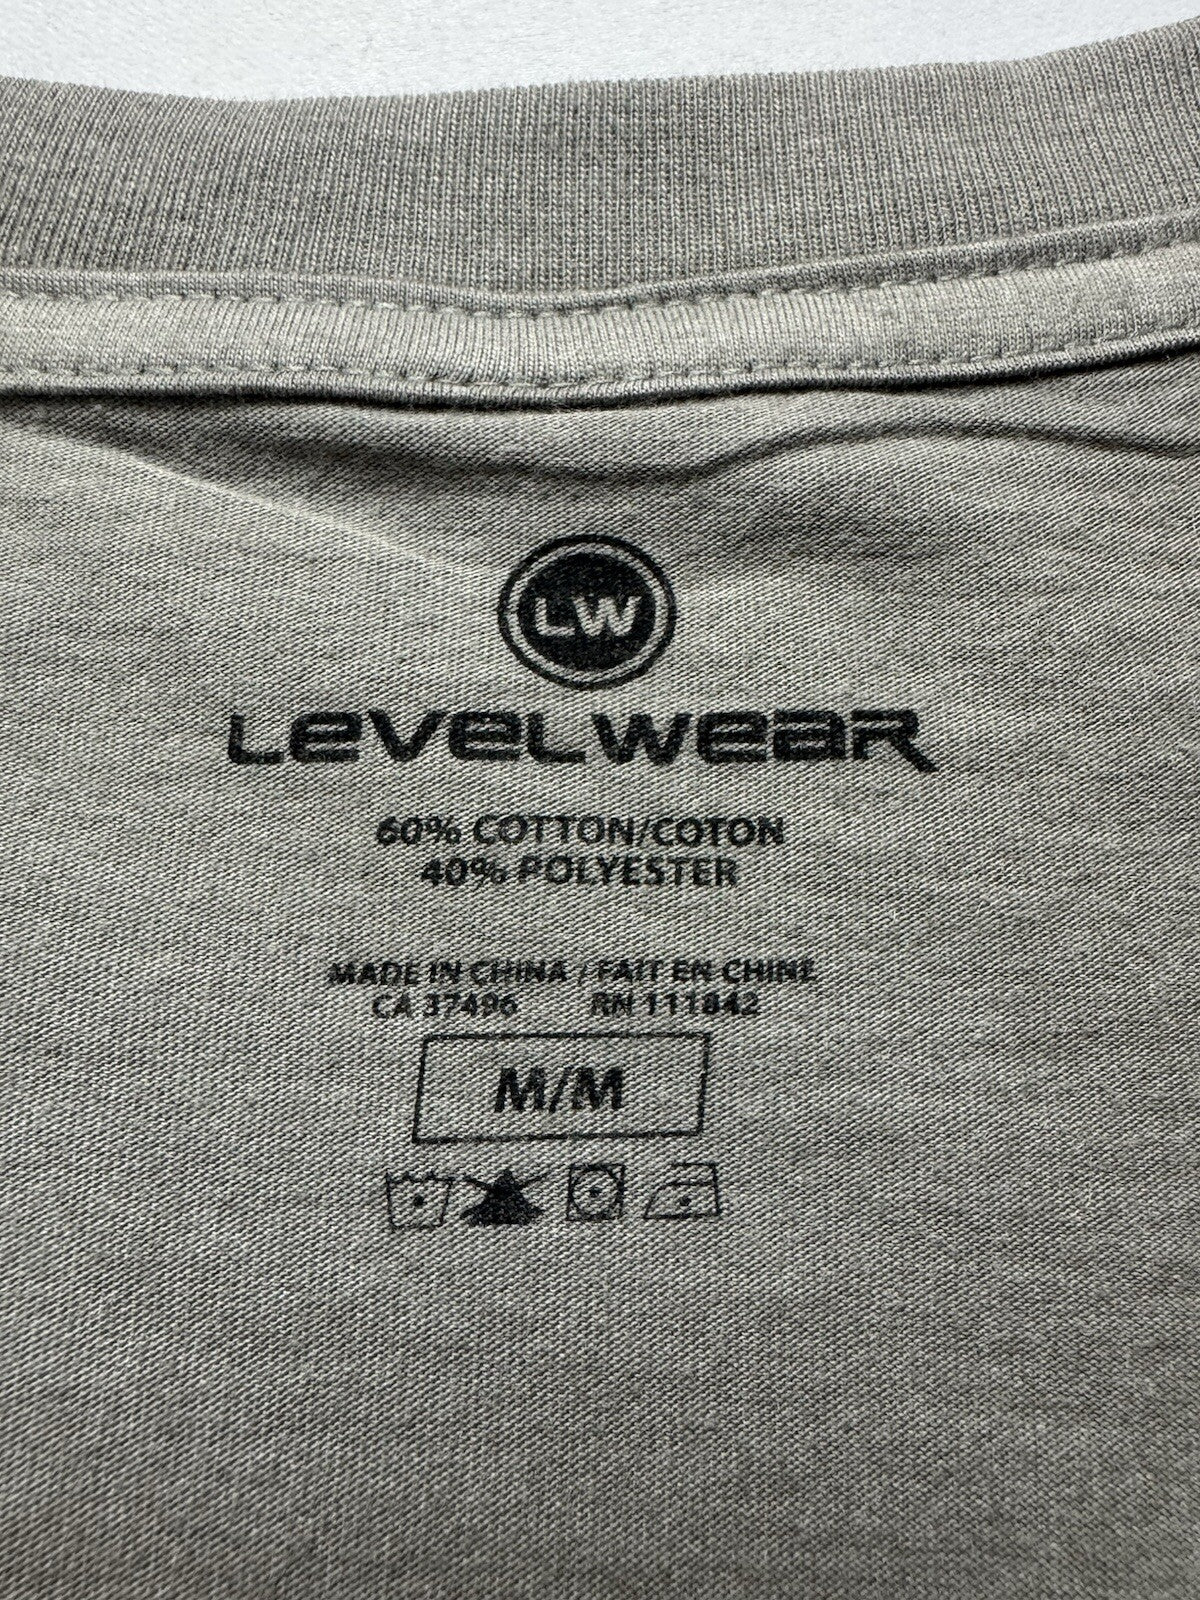 LW
LEVELWEAR
60% COTTON/COTON
40% POLYESTER
MADE IN CHINA / FAIT EN CHINE
CA 37496 RN 111842
M/M